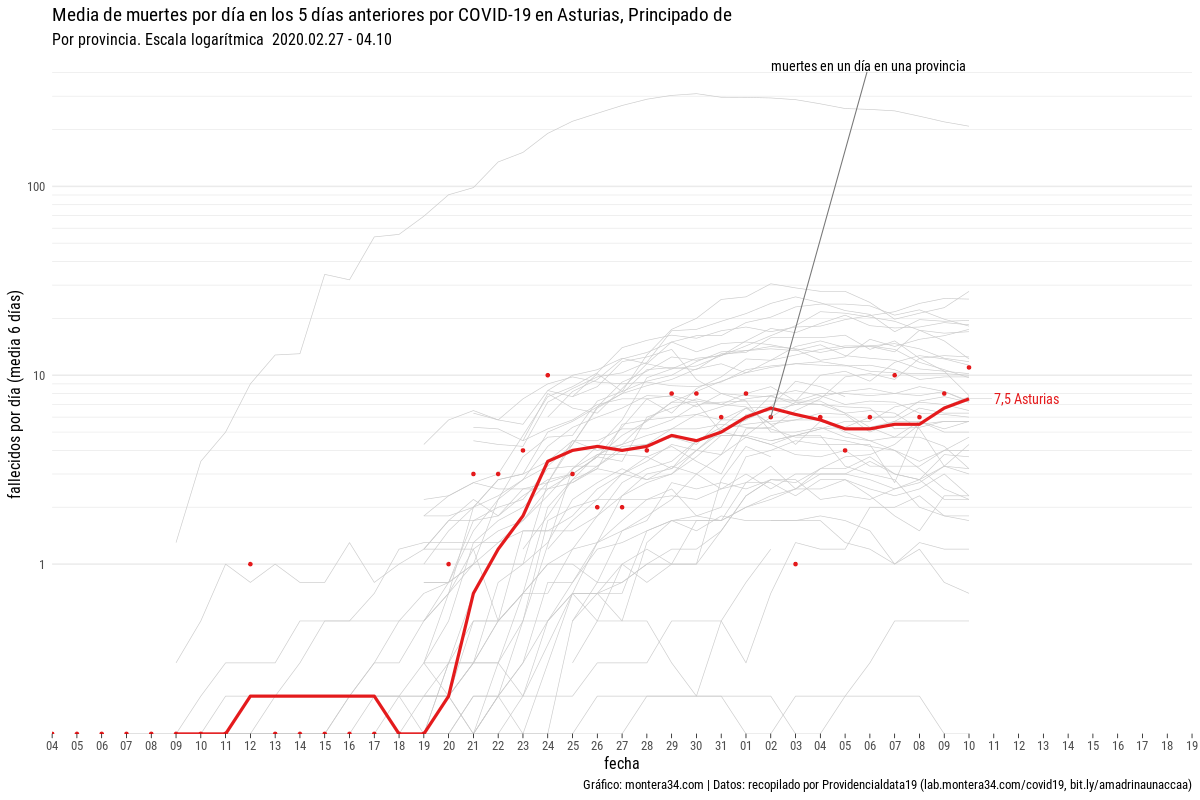 Media de muertes por día en los 5 días anteriores por COVID-19 en Asturias, Principado de
Por provincia. Escala logarítmica  2020.02.27 - 04.10
muertes en un día en una provincia
fallecidos por día (media 6 días)
100
10
1
7,5 Asturias
04 05 06 07 08 09 10 11 12 13 14 15 16 17 18 19 20 21 22 23 24 25 26 27 28 29 30 31 01 02 03 04 05 06 07 08 09 10 11 12 13 14 15 16 17 18 19
fecha
Gráfico: montera34.com | Datos: recopilado por Providencialdata19 (lab.montera34.com/covid19, bit.ly/amadrinaunaccaa)